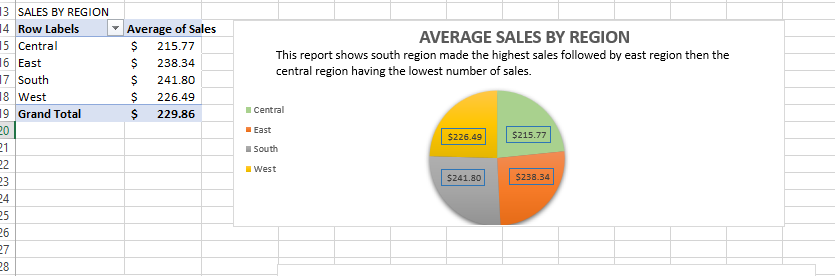 13 SALES BY REGION
14 Row Labels Average of Sales
15 Central $ 215.77
16 East $ 238.34
17 South $ 241.80
18 West $ 226.49
19 Grand Total $ 229.86
20
21
22
23
24
25
26
27
28
AVERAGE SALES BY REGION
This report shows south region made the highest sales followed by east region then the
central region having the lowest number of sales.
Central
East
South
West
$226.49 $215.77
$241.80 $238.34